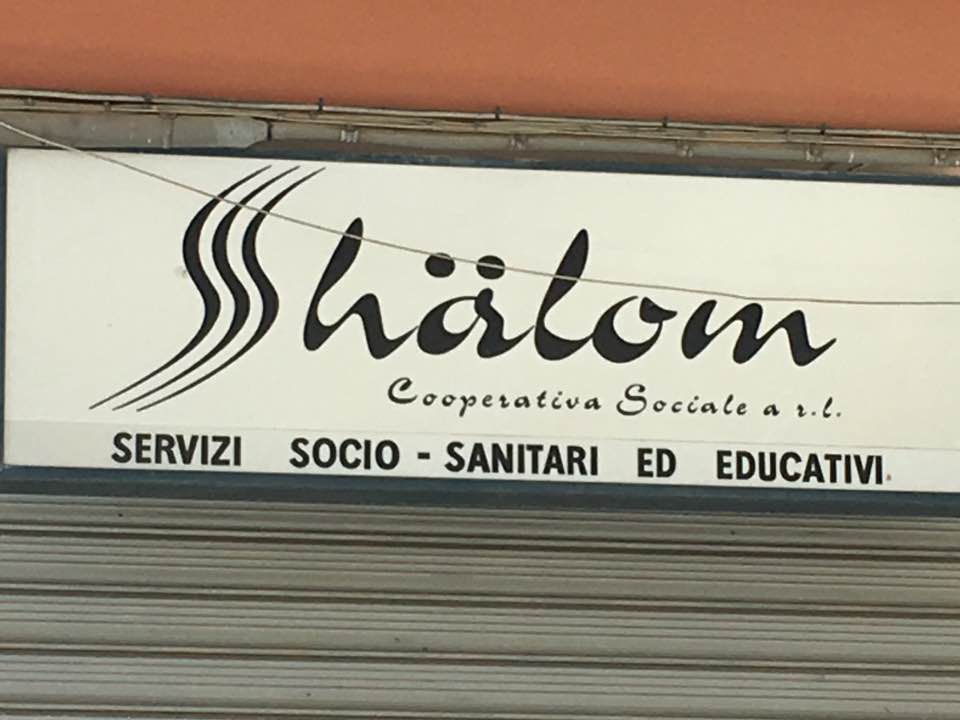 Shälom
Cooperativa Sociale a r.l.
SERVIZI SOCIO - SANITARI ED EDUCATIVI